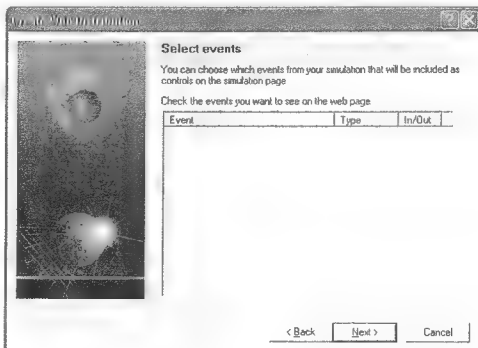 Select events
You can choose which events from your simulation that will be included as
controls on the simulation page
Check the events you want to see on the web page
Event Type In/Out
< Back Next > Cancel